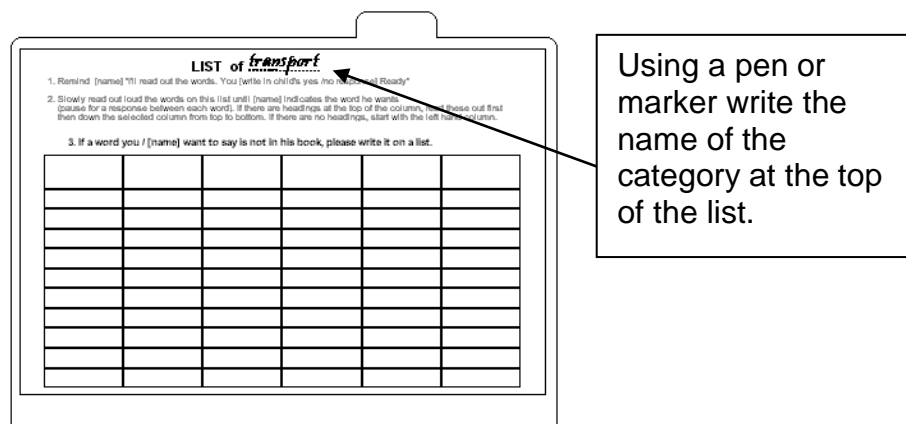 LIST of transport
1. Remind [name] "I'll read out the words. You [write in child's yes /no response] Ready"
2. Slowly read out loud the words on this list until [name] indicates the word he wants
(pause for a response between each word). If there are headings at the top of the column, read these out first
then down the selected column from top to bottom. If there are no headings, start with the left hand column.
3. If a word you / [name] want to say is not in his book, please write it on a list.
Using a pen or
marker write the
name of the
category at the top
of the list.